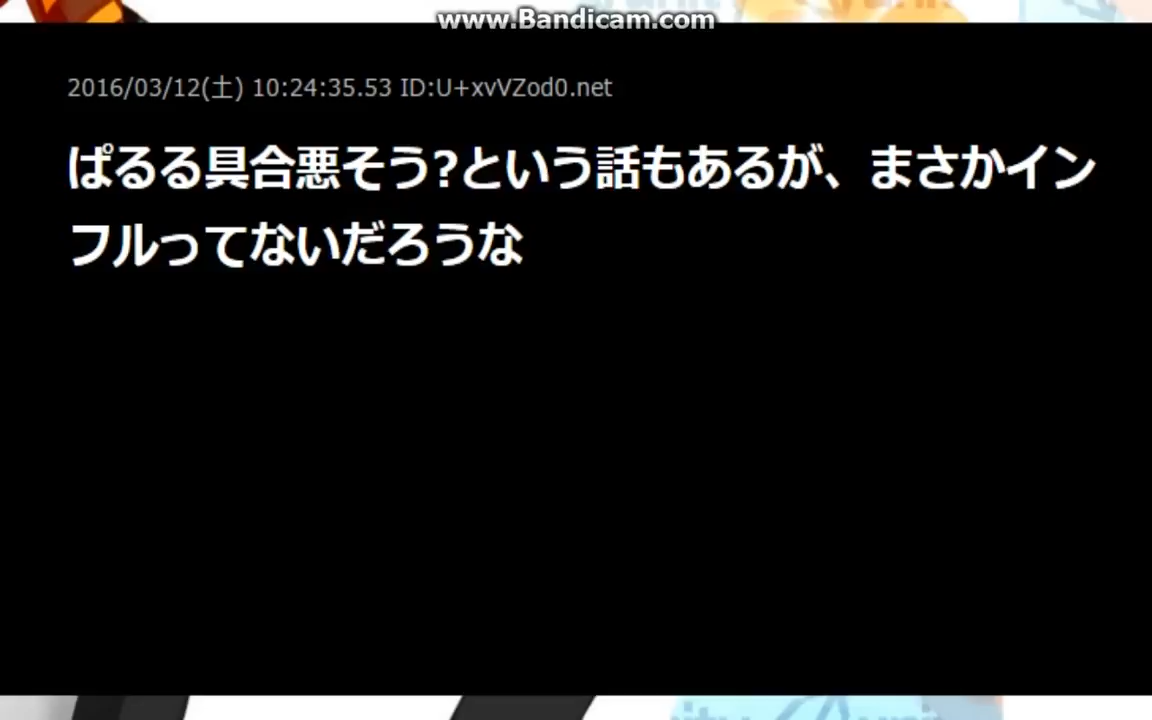 www.Bandicam.com
2016/03/12(土) 10:24:35.53 ID:U+xvVZod0.net
ぱるる具合悪そう?という話もあるが、まさかイン
フルってないだろうな